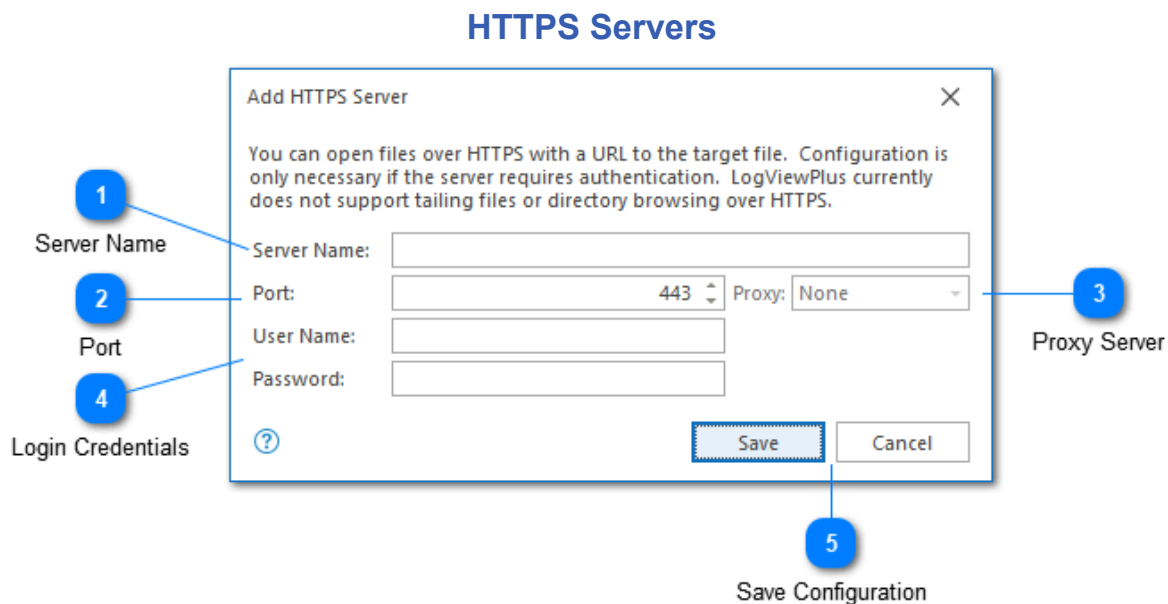 HTTPS Servers
Add HTTPS Server
You can open files over HTTPS with a URL to the target file. Configuration is
only necessary if the server requires authentication. LogViewPlus currently
does not support tailing files or directory browsing over HTTPS.
1
Server Name
Server Name:
2
Port
Port:
443
Proxy:
None
3
Proxy Server
User Name:
Password:
4
Login Credentials
?
Save
Cancel
5
Save Configuration